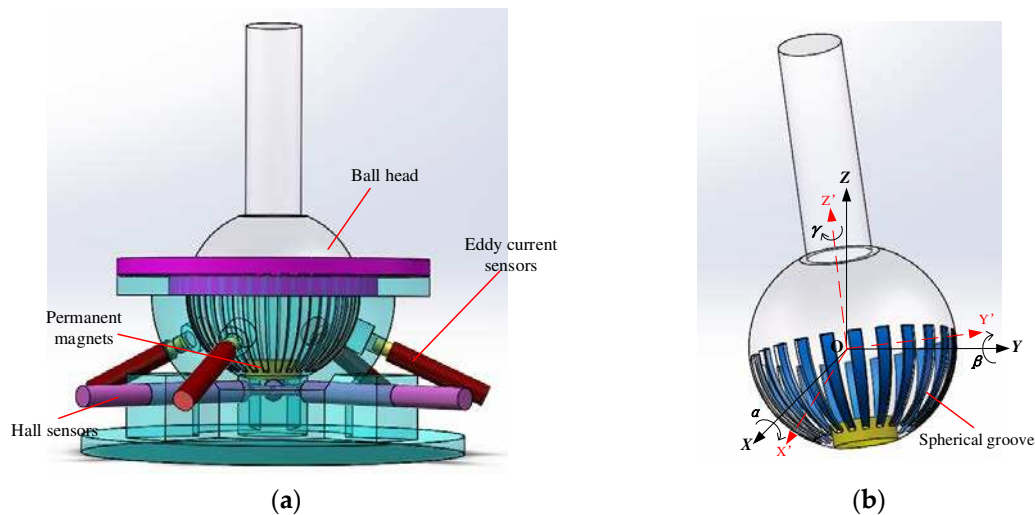 Ball head
Eddy current
sensors
Permanent
magnets
Hall sensors
(a)
Z
Z'
γ
Y'
O
Y
β
α
X
X'
Spherical groove
(b)